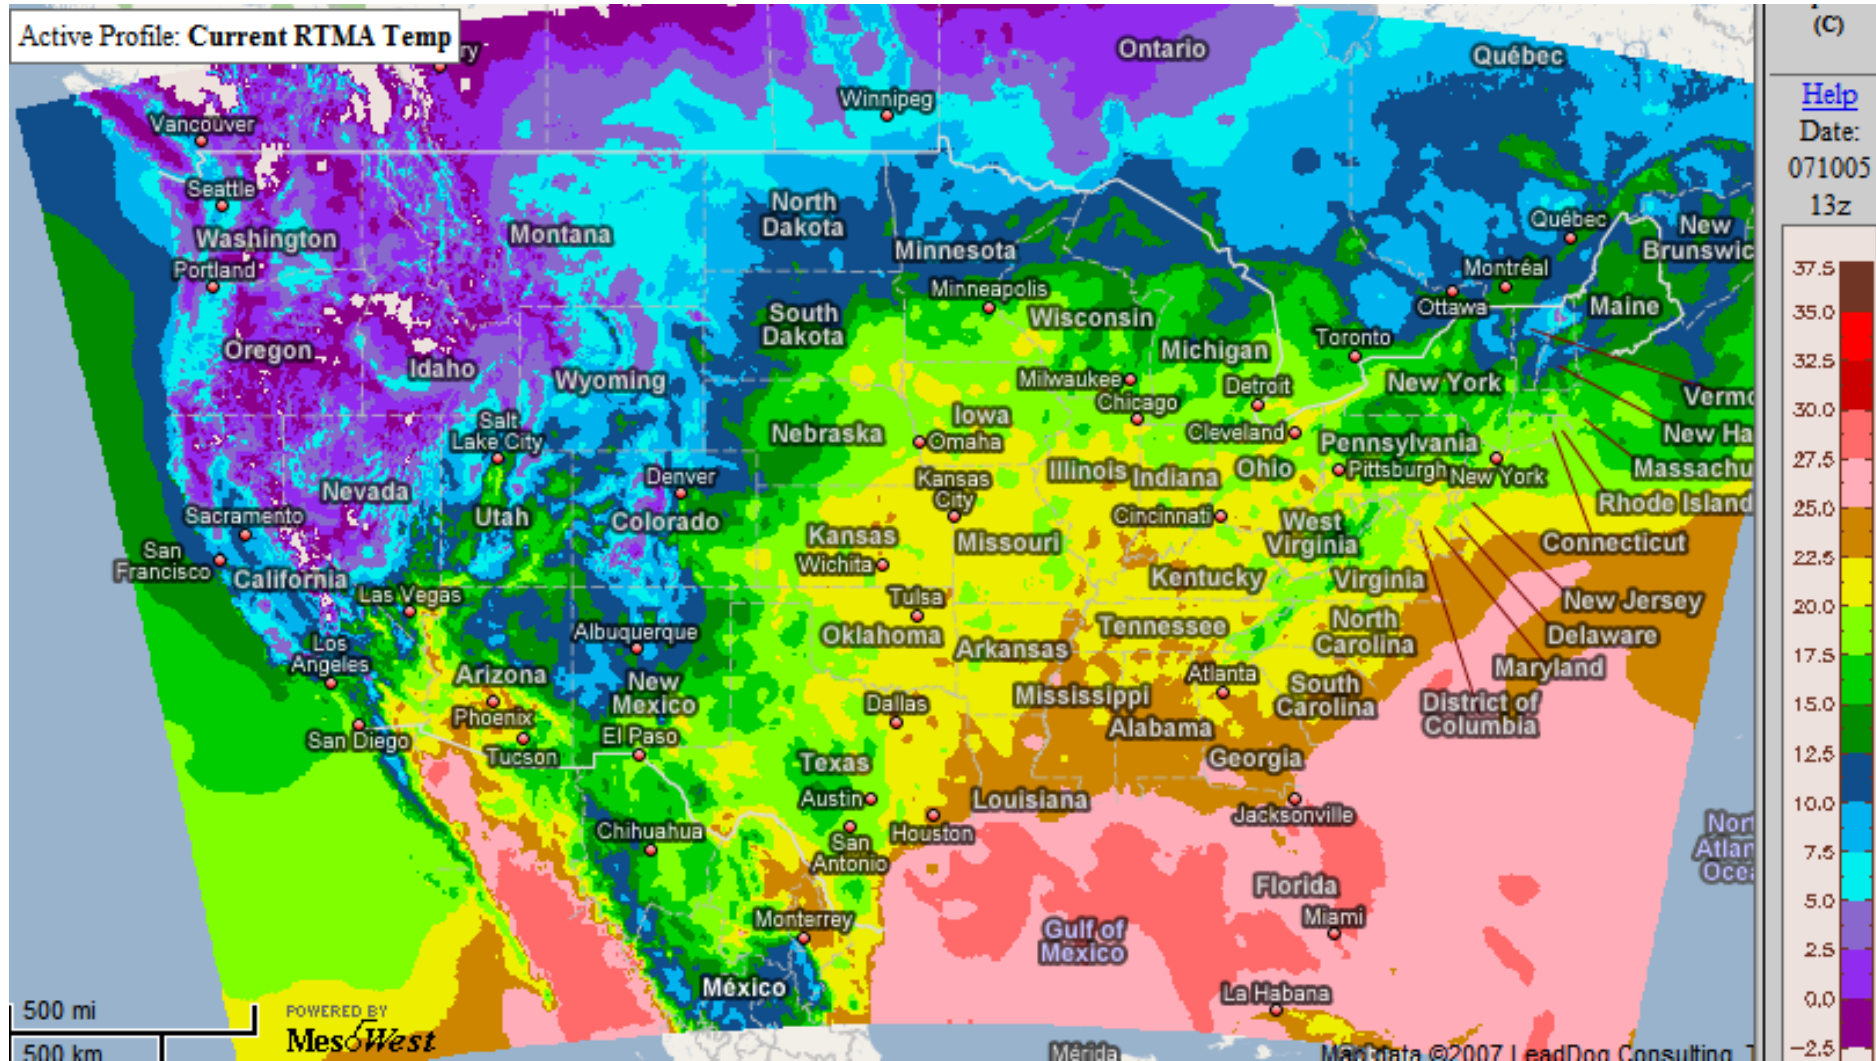 Active Profile: Current RTMA Temp
ry
Ontario
Québec
(C)
Help
Date:
071005
13z
Winnipeg
Vancouver
Seattle
Washington
Montana
North
Dakota
Minnesota
Québec
New
Brunswic
Portland
Minneapolis
Montréal
Ottawa
Maine
South
Dakota
Wisconsin
Michigan
Toronto
Oregon
Idaho
Wyoming
Milwaukee
Chicago
Detroit
New York
Vermo
Salt
Lake City
Nebraska
Iowa
Omaha
Cleveland
Pennsylvania
New Ha
Denver
Kansas
City
Illinois
Indiana
Ohio
Pittsburgh
New York
Massachu
Nevada
Utah
Colorado
Rhode Island
Sacramento
Kansas
Missouri
Cincinnati
West
Virginia
Connecticut
San
Francisco
California
Las Vegas
Wichita
Kentucky
Virginia
New Jersey
Tulsa
Albuquerque
Oklahoma
Arkansas
Tennessee
North
Carolina
Delaware
Los
Angeles
Arizona
New
Mexico
Dallas
Mississippi
Atlanta
South
Carolina
Maryland
Phoenix
Alabama
District of
Columbia
San Diego
Tucson
El Paso
Texas
Georgia
Austin
Louisiana
Houston
Jacksonville
Chihuahua
San
Antonio
Florida
Miami
Monterrey
Gulf of
Mexico
México
La Habana
Mérida
Nort
Atlan
Ocea
500 mi
500 km
POWERED BY
MesoWest
Map data ©2007 LeadDog Consulting,
37.5
35.0
32.5
30.0
27.5
25.0
22.5
20.0
17.5
15.0
12.5
10.0
7.5
5.0
2.5
0.0
-2.5